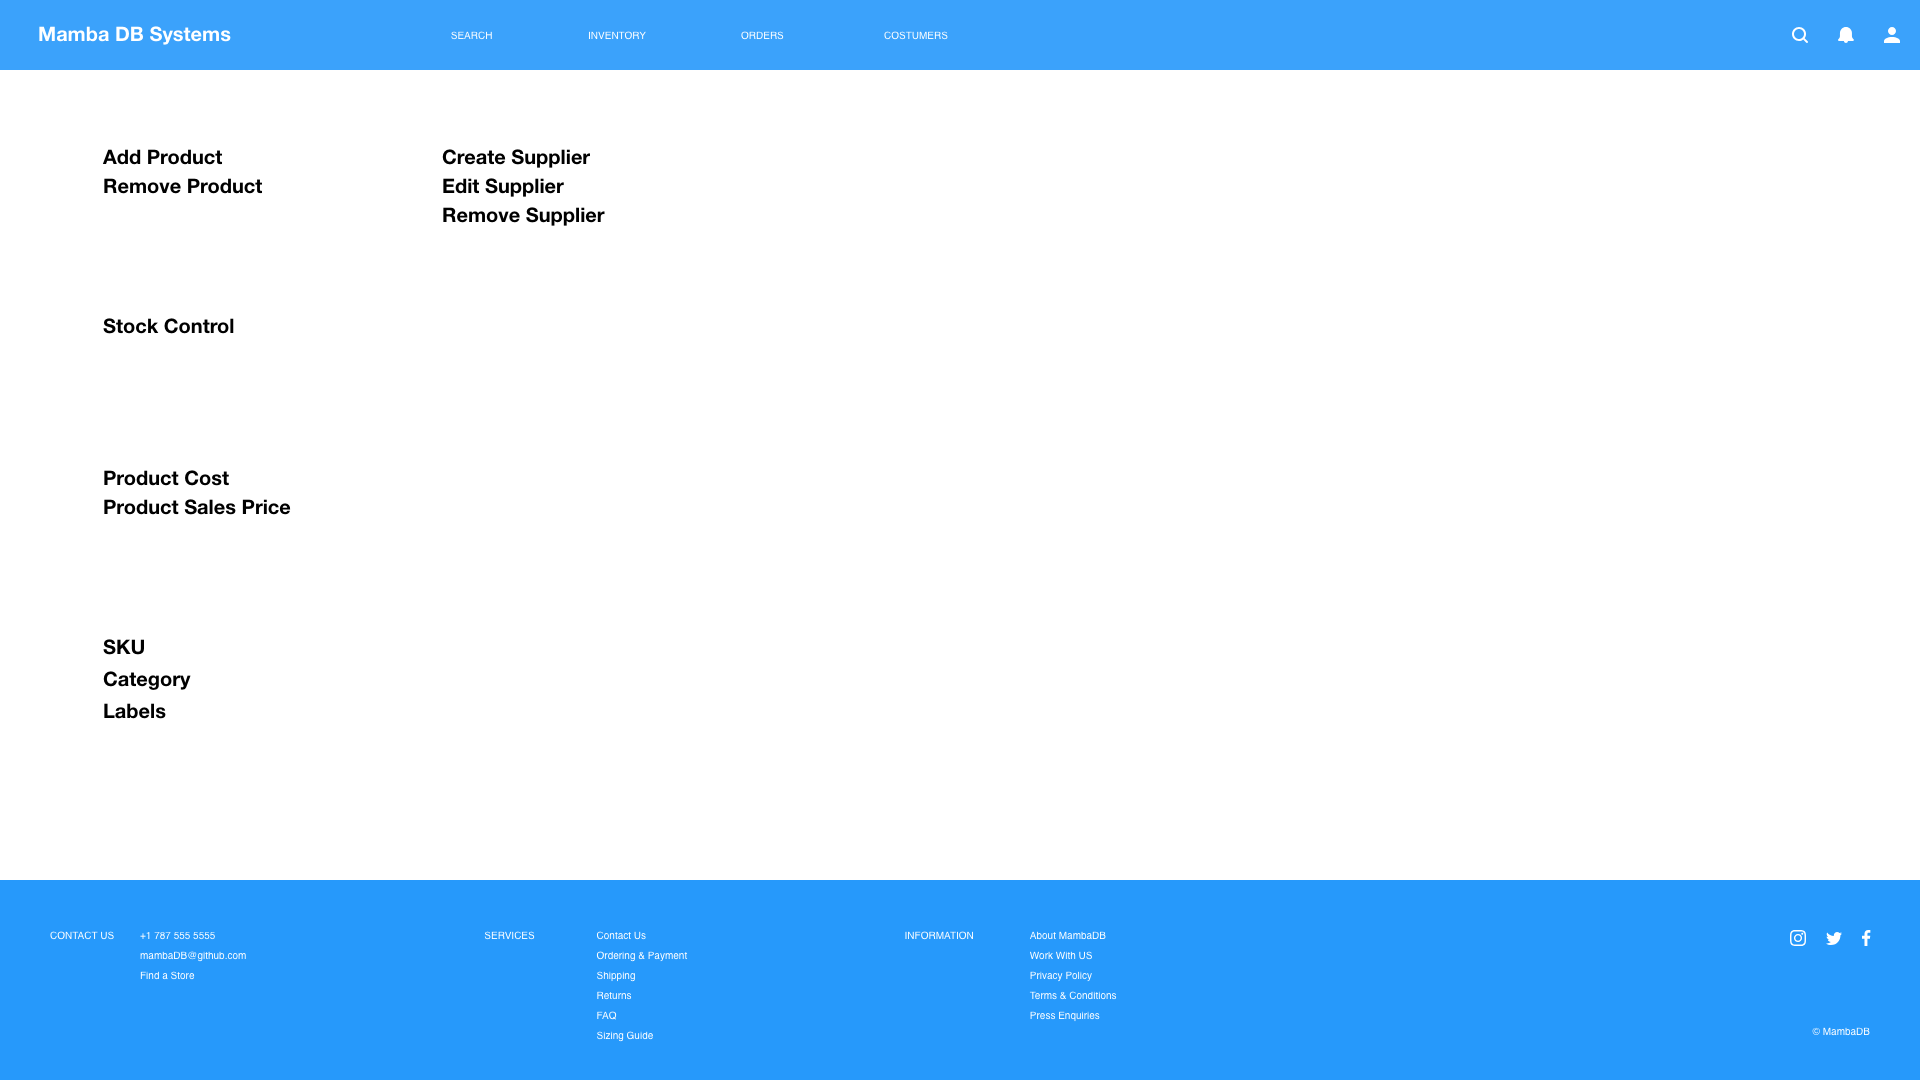 Mamba DB Systems
SEARCH
INVENTORY
ORDERS
COSTUMERS
Add Product
Remove Product
Create Supplier
Edit Supplier
Remove Supplier
Stock Control
Product Cost
Product Sales Price
SKU
Category
Labels
CONTACT US
+1 787 555 5555
mambaDB@github.com
Find a Store
SERVICES
Contact Us
Ordering & Payment
Shipping
Returns
FAQ
Sizing Guide
INFORMATION
About MambaDB
Work With US
Privacy Policy
Terms & Conditions
Press Enquiries
© MambaDB